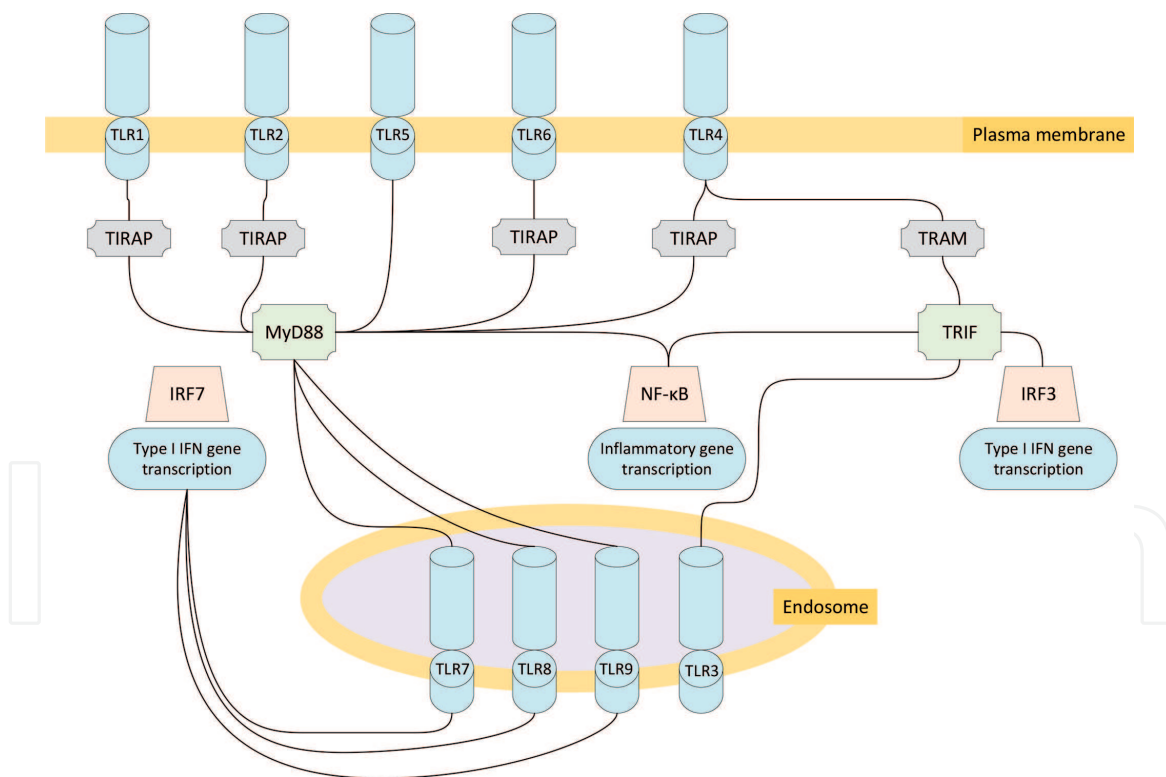 TLR1
TLR2
TLR5
TLR6
TLR4
Plasma membrane
TIRAP
TIRAP
TIRAP
TIRAP
TRAM
MyD88
TRIF
IRF7
NF-κB
IRF3
Type I IFN gene
transcription
Inflammatory gene
transcription
Type I IFN gene
transcription
Endosome
TLR7
TLR8
TLR9
TLR3